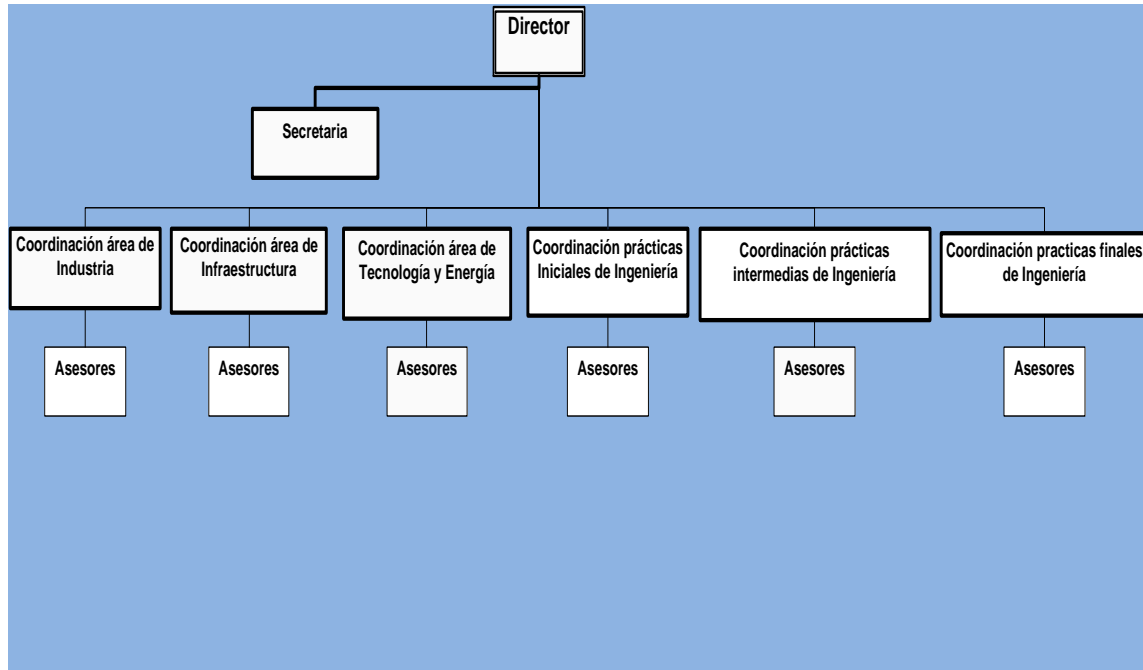 Director
Secretaria
Coordinación área de
Industria
Coordinación área de
Infraestructura
Coordinación área de
Tecnología y Energía
Coordinación prácticas
Iniciales de Ingeniería
Coordinación prácticas
intermedias de Ingeniería
Coordinación practicas finales
de Ingeniería
Asesores
Asesores
Asesores
Asesores
Asesores
Asesores